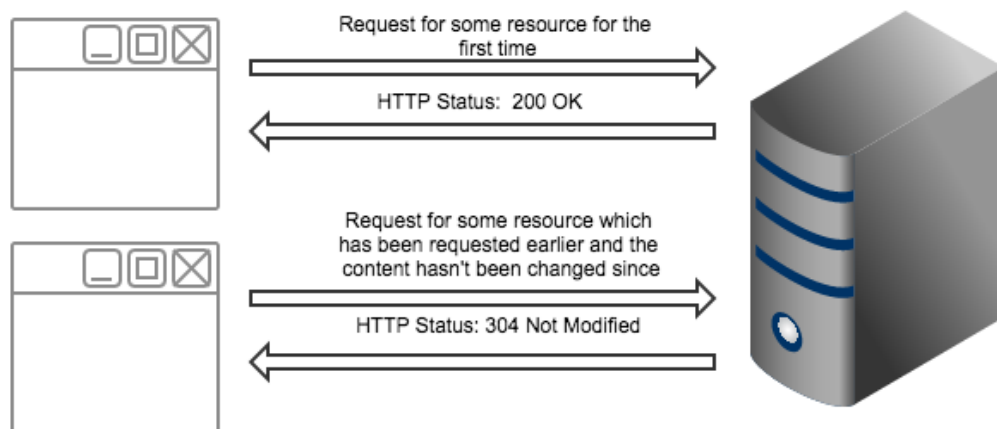 Request for some resource for the
first time
HTTP Status:  200 OK
Request for some resource which
has been requested earlier and the
content hasn't been changed since
HTTP Status: 304 Not Modified